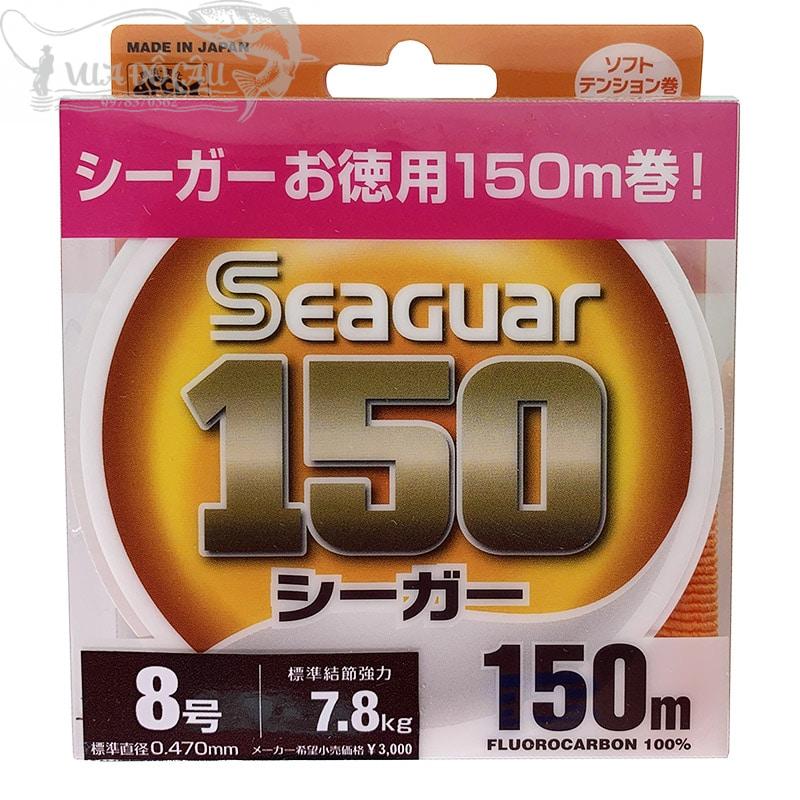 MADE IN JAPAN
VUA ĐỒ CÂU
ソフト
テンション巻
シーガーお徳用150m巻!
Seaguar
150
シーガー
8号
標準直径0.470mm
標準結節強力
7.8kg
メーカー希望小売価格 ¥3,000
150m
FLUOROCARBON 100%